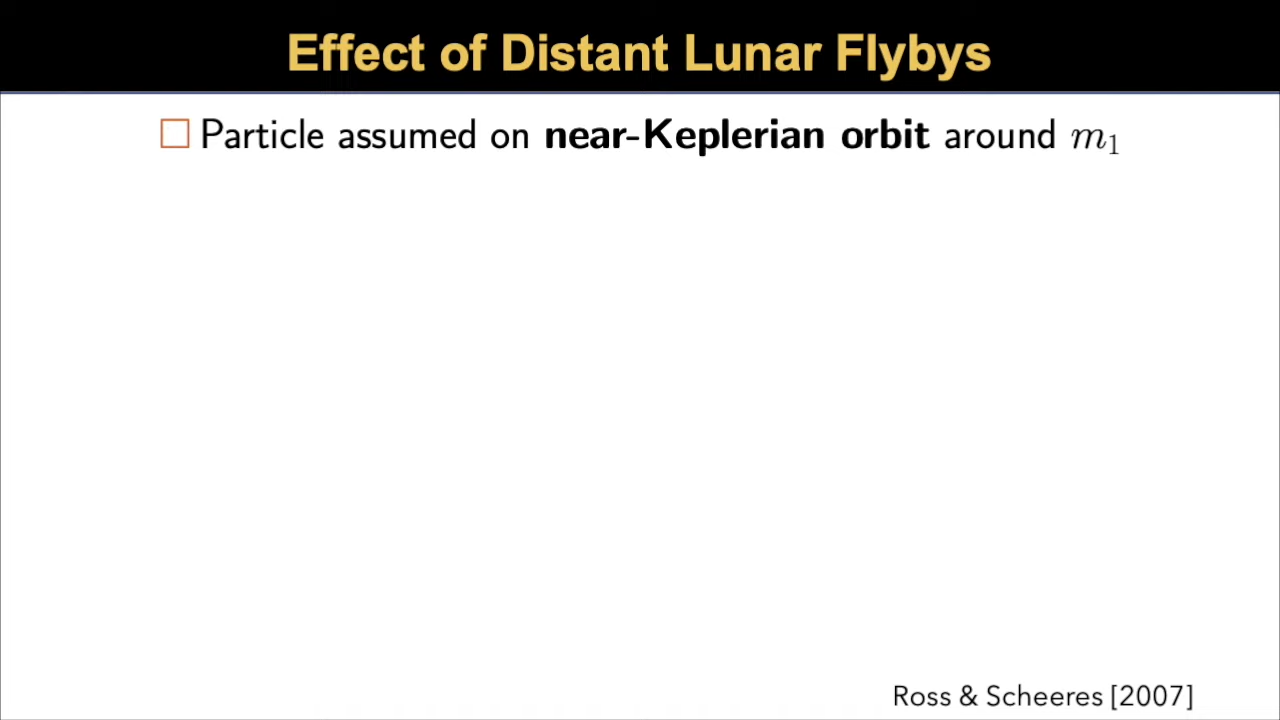 Effect of Distant Lunar Flybys
□ Particle assumed on near-Keplerian orbit around m₁
Ross & Scheeres [2007]